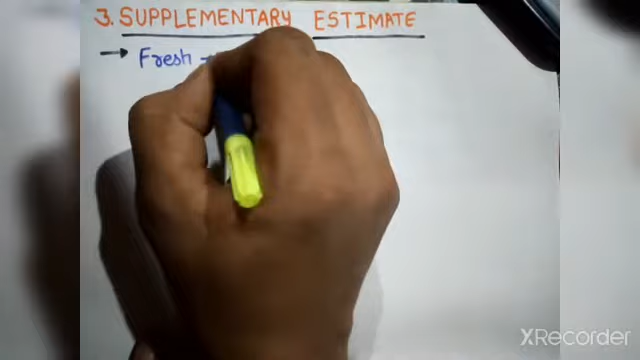 3. SUPPLEMENTARY ESTIMATE
→ Fresh
XRecorder